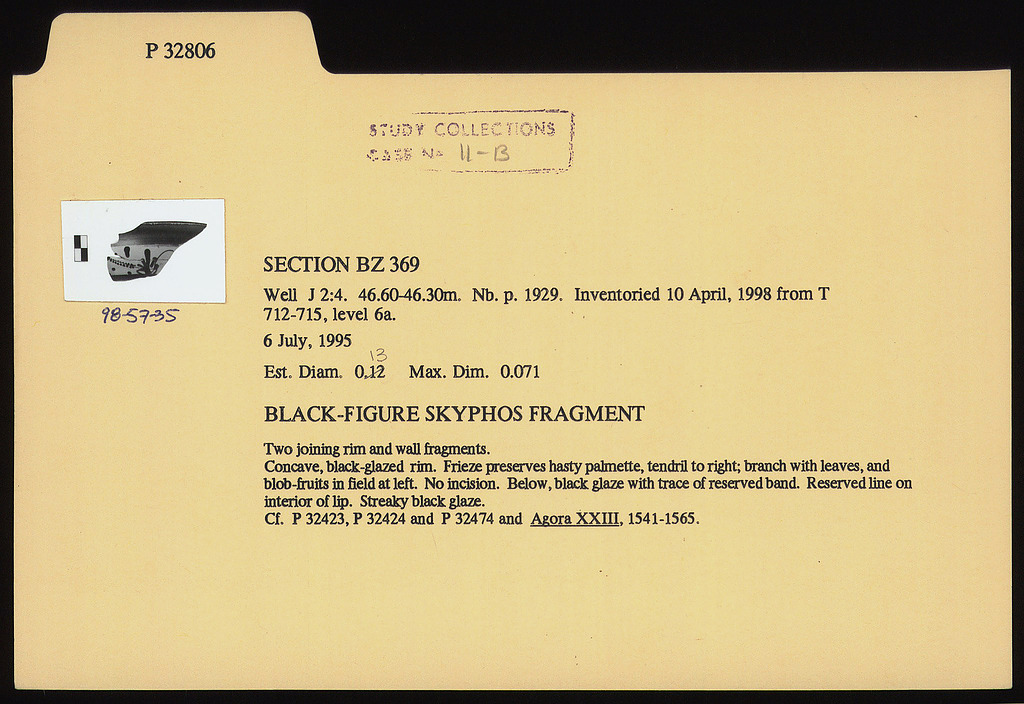 P 32806
STUDY COLLECTIONS
CASE No 11-B
98-57-35
SECTION BZ 369
Well J 2:4. 46.60-46.30m. Nb. p. 1929. Inventoried 10 April, 1998 from T
712-715, level 6a.
6 July, 1995
13
Est. Diam. 0.12 Max. Dim. 0.071
BLACK-FIGURE SKYPHOS FRAGMENT
Two joining rim and wall fragments.
Concave, black-glazed rim. Frieze preserves hasty palmette, tendril to right; branch with leaves, and
blob-fruits in field at left. No incision. Below, black glaze with trace of reserved band. Reserved line on
interior of lip. Streaky black glaze.
Cf. P 32423, P 32424 and P 32474 and Agora XXIII, 1541-1565.